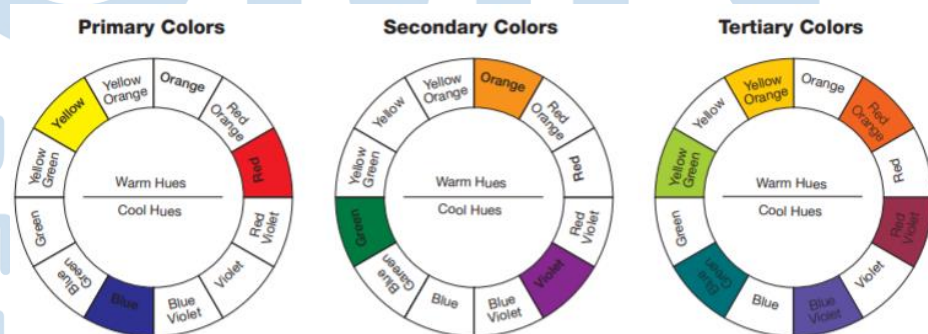 Primary Colors
Yellow
Orange
Orange
Red
Orange
Yellow
Red
Yellow
Green
Warm Hues
Cool Hues
Green
Red
Violet
Blue
Green
Violet
Blue
Blue
Violet
Secondary Colors
Yellow
Orange
Orange
Red
Orange
Yellow
Red
Yellow
Green
Warm Hues
Cool Hues
Green
Red
Violet
Blue
Gareen
Violet
Blue
Blue
Violet
Tertiary Colors
Yellow
Orange
Orange
Red
Orange
Yellow
Red
Yellow
Green
Warm Hues
Cool Hues
Green
Red
Violet
Blue
Green
Violet
Blue
Blue
Violet